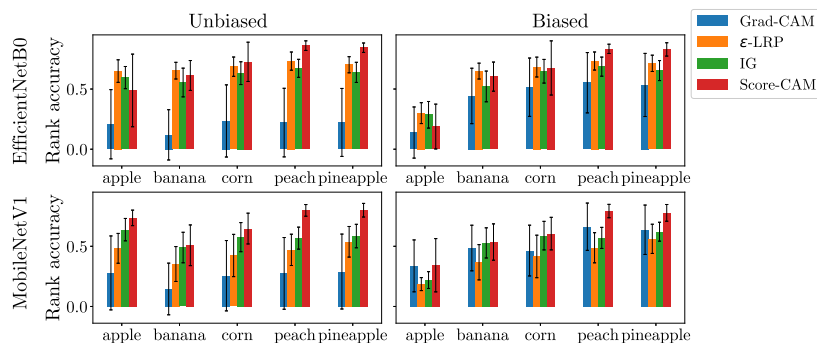 Unbiased
Biased
Grad-CAM
ε-LRP
IG
Score-CAM
EfficientNetB0
Rank accuracy
0.5
0.0
apple banana corn peach pineapple
apple banana corn peach pineapple
MobileNetV1
Rank accuracy
0.5
0.0
apple banana corn peach pineapple
apple banana corn peach pineapple